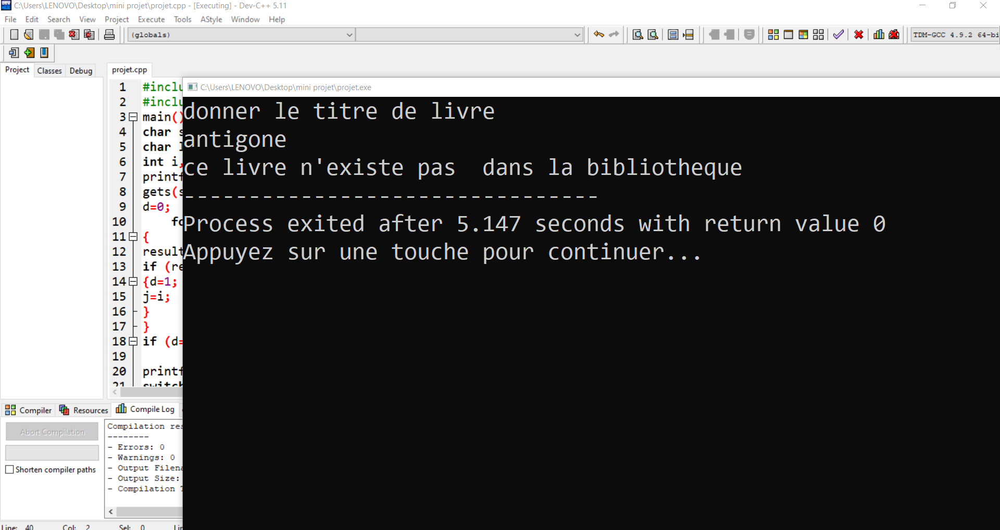 C:\Users\LENOVO\Desktop\mini projet\projet.cpp - [Executing] - Dev-C++ 5.11
File Edit Search View Project Execute Tools AStyle Window Help
(globals)
TDM-GCC 4.9.2 64-bi
Project Classes Debug
projet.cpp
C:\Users\LENOVO\Desktop\mini projet\projet.exe
donner le titre de livre
antigone
ce livre n'existe pas  dans la bibliotheque
--------------------------------
Process exited after 5.147 seconds with return value 0
Appuyez sur une touche pour continuer...
1 #inclu
2 #inclu
3 main()
4 char s
5 char l
6 int i,
7 printf
8 gets(s
9 d=0;
10 fo
11 {
12 result
13 if (re
14 {d=1;
15 j=i;
16 }
17 }
18 if (d=
19
20 printf
21 switch
Compiler Resources Compile Log
Abort Compilation
Shorten compiler paths
Compilation res
--------
- Errors: 0
- Warnings: 0
- Output Filena
- Output Size:
- Compilation T
Line: 40 Col: 2 Sel: 0 Lin